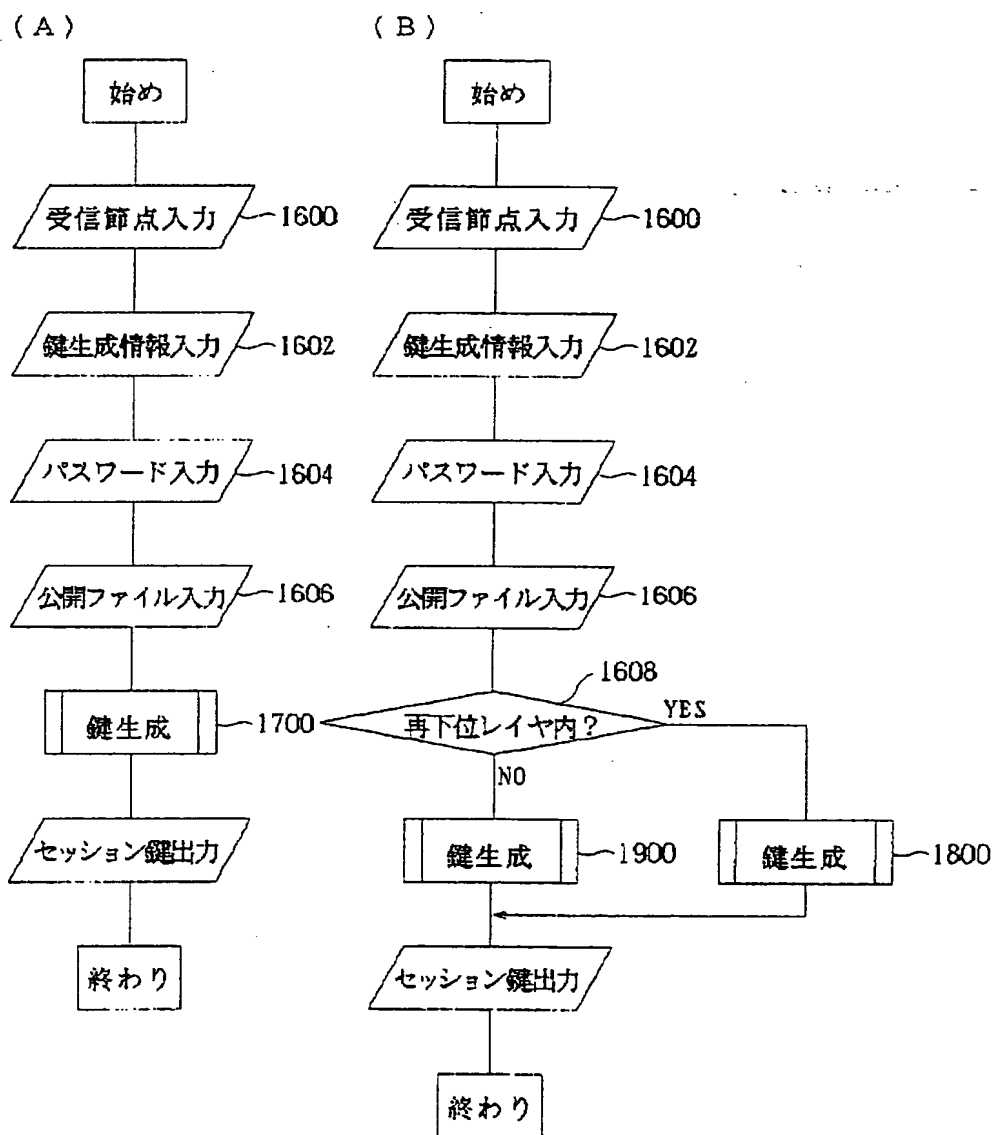 (A)
始め
受信節点入力
1600
鍵生成情報入力
1602
パスワード入力
1604
公開ファイル入力
1606
鍵生成
1700
セッション鍵出力
終わり
(B)
始め
受信節点入力
1600
鍵生成情報入力
1602
パスワード入力
1604
公開ファイル入力
1606
1608
再下位レイヤ内?
YES
NO
鍵生成
1900
鍵生成
1800
セッション鍵出力
終わり